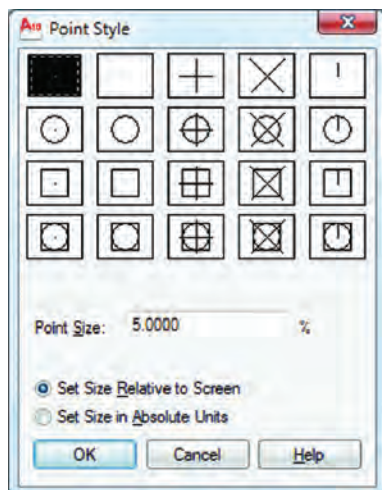 Point Style
Point Size: 5.0000 %
Set Size Relative to Screen
Set Size in Absolute Units
OK Cancel Help